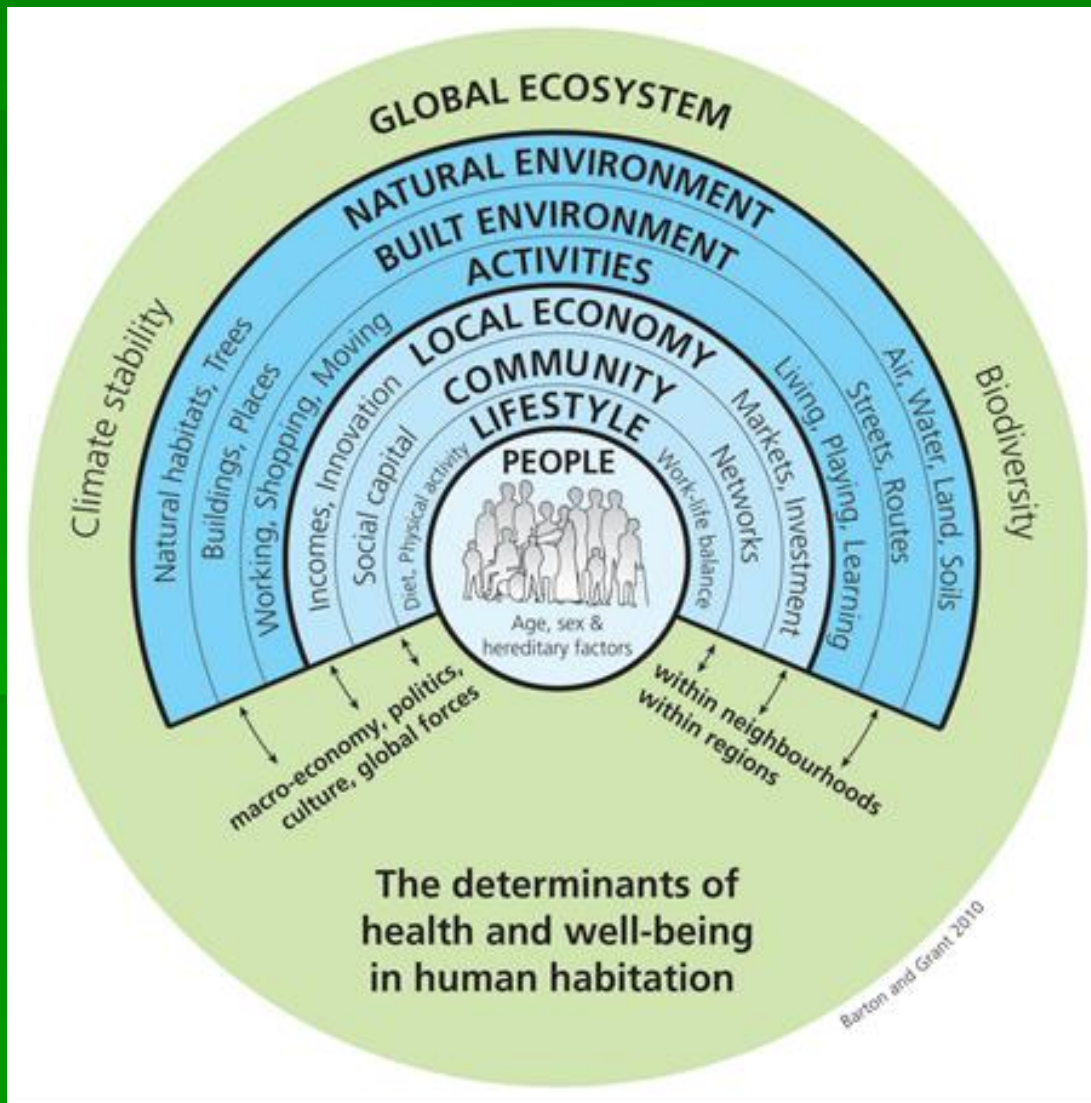 GLOBAL ECOSYSTEM
NATURAL ENVIRONMENT
BUILT ENVIRONMENT
ACTIVITIES
LOCAL ECONOMY
COMMUNITY
LIFESTYLE
PEOPLE
Age, sex &
hereditary factors
Climate stability
Natural habitats, Trees
Buildings, Places
Working, Shopping, Moving
Incomes, Innovation
Social capital
Diet, Physical activity
Work-life balance
Networks
Markets, Investment
Living, Playing, Learning
Streets, Routes
Air, Water, Land, Soils
Biodiversity
macro-economy, politics,
culture, global forces
within neighbourhoods
within regions
The determinants of
health and well-being
in human habitation
Barton and Grant 2010